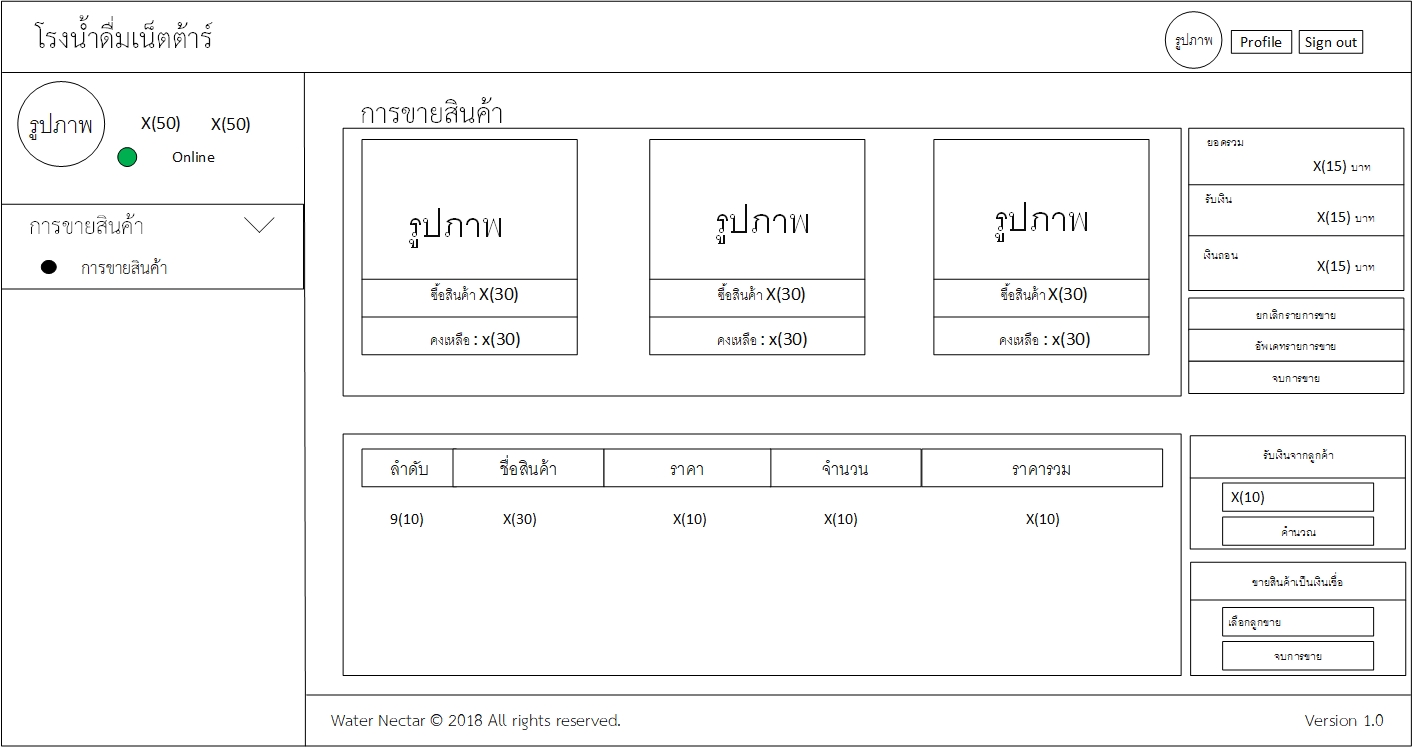 โรงน้ำดื่มเน็ตต้าร์
รูปภาพ Profile Sign out
รูปภาพ X(50) X(50)
Online
การขายสินค้า
การขายสินค้า
การขายสินค้า
รูปภาพ รูปภาพ รูปภาพ
ซื้อสินค้า X(30) ซื้อสินค้า X(30) ซื้อสินค้า X(30)
คงเหลือ : x(30) คงเหลือ : x(30) คงเหลือ : x(30)
ยอดรวม
X(15) บาท
รับเงิน
X(15) บาท
เงินถอน
X(15) บาท
ยกเลิกรายการขาย
อัพเดทรายการขาย
จบการขาย
ลำดับ ชื่อสินค้า ราคา จำนวน ราคารวม
9(10) X(30) X(10) X(10) X(10)
รับเงินจากลูกค้า
X(10)
คำนวณ
ขายสินค้าเป็นเงินเชื่อ
เลือกลูกขาย
จบการขาย
Water Nectar © 2018 All rights reserved. Version 1.0